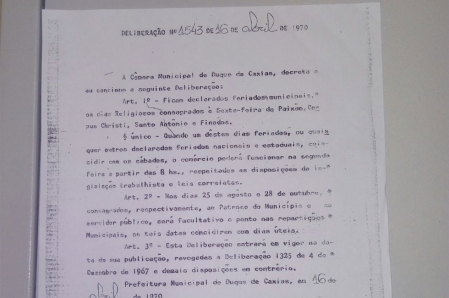 DELIBERAÇÃO Nº 1543 DE 16 DE abril DE 1970
A Câmara Municipal de Duque de Caxias, decreta e
eu sanciono a seguinte Deliberação:
Art. 1º - Ficam declarados feriados municipais,
os dias Religiosos consagrados à Sexta-feira da Paixão, Cor
pus Christi, Santo Antônio e Finados.
§ único - Quando um destes dias feriados, ou quais
quer outros declarados feriados nacionais e estaduais, coin
cidir com os sábados, o comércio poderá funcionar na segunda
feira a partir das 8 hs., respeitadas as disposições da le-
gislação trabalhista e leis correlatas.
Art. 2º - Nos dias 25 de agosto e 28 de outubro,
consagrados, respectivamente, ao Patrono do Município e ao
servidor público, será facultativo o ponto nas repartições
Municipais, se tais datas coincidirem com dias úteis.
Art. 3º - Esta Deliberação entrará em vigor na da-
ta de sua publicação, revogadas a Deliberação 1325 de 4 de
Dezembro de 1967 e demais disposições em contrário.
Prefeitura Municipal de Duque de Caxias, em 16 de
abril de 1970